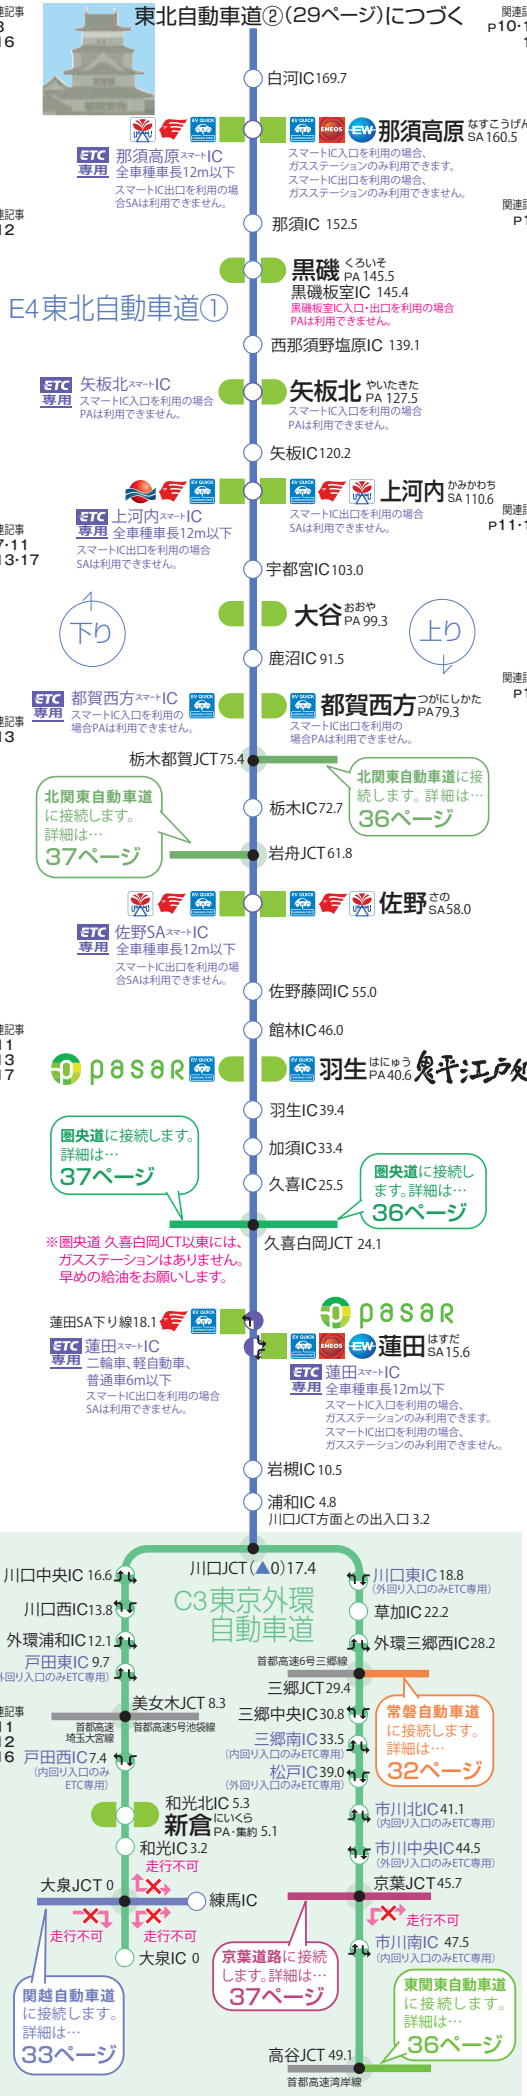 東北自動車道②(29ページ)につづく
白河IC169.7
EV QUICK
ENEOS
EW
那須高原 なすこうげん SA160.5
ETC専用
那須高原スマートIC
全車種車長12m以下
スマートIC出口を利用の場
合SAは利用できません。
スマートIC入口を利用の場合、
ガスステーションのみ利用できます。
スマートIC出口を利用の場合、
ガスステーションのみ利用できません。
那須IC 152.5
黒磯 くろいそ PA 145.5
黒磯板室IC 145.4
黒磯板室IC入口・出口を利用の場合
PAは利用できません。
E4東北自動車道①
西那須野塩原IC 139.1
ETC専用
矢板北スマートIC
スマートIC入口を利用の場合
PAは利用できません。
矢板北 やいたきた PA 127.5
スマートIC入口を利用の場合
PAは利用できません。
矢板IC120.2
上河内 かみかわち SA 110.6
ETC専用
上河内スマートIC
全車種車長12m以下
スマートIC出口を利用の場合
SAは利用できません。
スマートIC出口を利用の場合
SAは利用できません。
宇都宮IC103.0
下り
大谷 おおや PA 99.3
上り
鹿沼IC 91.5
ETC専用
都賀西方スマートIC
スマートIC入口を利用の
場合PAは利用できません。
都賀西方 つがにしかた PA79.3
スマートIC出口を利用の
場合PAは利用できません。
栃木都賀JCT75.4
北関東自動車道に接
続します。詳細は…
36ページ
北関東自動車道
に接続します。
詳細は…
37ページ
栃木IC72.7
岩舟JCT61.8
佐野 さの SA58.0
ETC専用
佐野SAスマートIC
全車種車長12m以下
スマートIC出口を利用の場
合SAは利用できません。
佐野藤岡IC 55.0
館林IC46.0
pasar
羽生 はにゅう PA40.6 鬼平江戸処
羽生IC39.4
加須IC33.4
久喜IC25.5
圏央道に接続します。
詳細は…
37ページ
圏央道に接続し
ます。詳細は…
36ページ
久喜白岡JCT 24.1
※圏央道 久喜白岡JCT以東には、
ガスステーションはありません。
早めの給油をお願いします。
蓮田SA下り線18.1
ETC専用
蓮田スマートIC
二輪車、軽自動車、
普通車6m以下
スマートIC出口を利用の場合
SAは利用できません。
pasar
ENEOS
EW
蓮田 はすだ SA15.6
ETC専用
蓮田スマートIC
全車種車長12m以下
スマートIC入口を利用の場合、
ガスステーションのみ利用できます。
スマートIC出口を利用の場合、
ガスステーションのみ利用できません。
岩槻IC 10.5
浦和IC 4.8
川口JCT方面との出入口 3.2
川口JCT(▲0)17.4
C3東京外環
自動車道
川口中央IC 16.6
川口西IC13.8
外環浦和IC12.1
戸田東IC 9.7
外回り入口のみETC専用)
美女木JCT 8.3
首都高速
埼玉大宮線
首都高速5号池袋線
戸田西IC7.4
(内回り入口のみ
ETC専用)
和光北IC 5.3
新倉 にいくら PA・集約 5.1
和光IC 3.2
走行不可
大泉JCT 0
練馬IC
走行不可
走行不可
大泉IC 0
関越自動車道
に接続します。
詳細は…
33ページ
川口東IC 18.8
(外回り入口のみETC専用)
草加IC 22.2
外環三郷西IC28.2
首都高速6号三郷線
三郷JCT29.4
常磐自動車道
に接続します。
詳細は…
32ページ
三郷中央IC30.8
三郷南IC33.5
(内回り入口のみETC専用)
松戸IC39.0
(外回り入口のみETC専用)
市川北IC41.1
(内回り入口のみETC専用)
市川中央IC44.5
(外回り入口のみETC専用)
京葉JCT45.7
走行不可
京葉道路に接続
します。詳細は…
37ページ
市川南IC 47.5
(内回り入口のみETC専用)
東関東自動車道
に接続します。
詳細は…
36ページ
高谷JCT 49.1
首都高速湾岸線